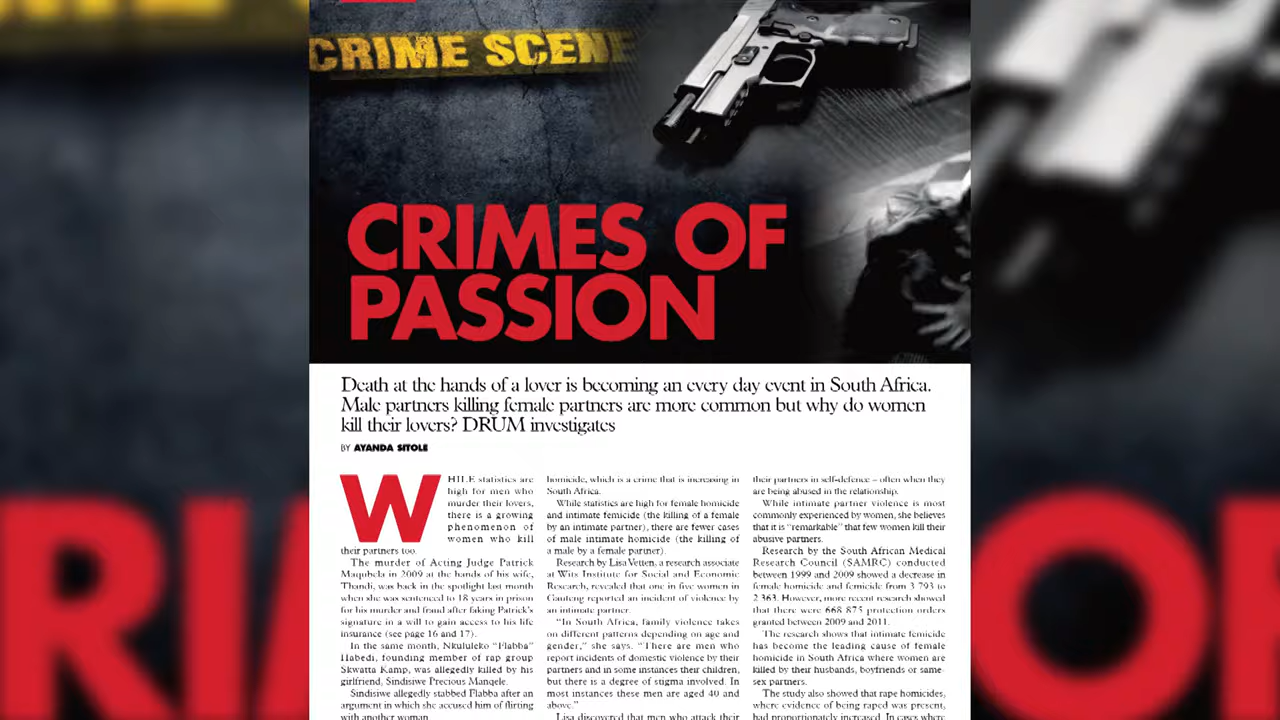 CRIME SCENE
CRIMES OF
PASSION
Death at the hands of a lover is becoming an every day event in South Africa.
Male partners killing female partners are more common but why do women
kill their lovers? DRUM investigates
BY AYANDA SITOLE
WHILE statistics are
high for men who
murder their lovers,
there is a growing
phenomenon of
women who kill
their partners too.
The murder of Acting Judge Patrick
Maqubela in 2009 at the hands of his wife,
Thandi, was back in the spotlight last month
when she was sentenced to 18 years in prison
for his murder and fraud after faking Patrick's
signature in a will to gain access to his life
insurance (see page 16 and 17).
In the same month, Nkululeko "Flabba"
Habedi, founding member of rap group
Skwatta Kamp, was allegedly killed by his
girlfriend, Sindisiwe Precious Manqele.
Sindisiwe allegedly stabbed Flabba after an
argument in which she accused him of flirting
with another woman.
homicide, which is a crime that is increasing in
South Africa.
While statistics are high for female homicide
and intimate femicide (the killing of a female
by an intimate partner), there are fewer cases
of male intimate homicide (the killing of
a male by a female partner).
Research by Lisa Vetten, a research associate
at Wits Institute for Social and Economic
Research, revealed that one in five women in
Gauteng reported an incident of violence by
an intimate partner.
"In South Africa, family violence takes
on different patterns depending on age and
gender," she says. "There are men who
report incidents of domestic violence by their
partners and in some instances their children,
but there is a degree of stigma involved. In
most instances these men are aged 40 and
above."
Lisa discovered that men who attack their
their partners in self-defence – often when they
are being abused in the relationship.
While intimate partner violence is most
commonly experienced by women, she believes
that it is "remarkable" that few women kill their
abusive partners.
Research by the South African Medical
Research Council (SAMRC) conducted
between 1999 and 2009 showed a decrease in
female homicide and femicide from 3 793 to
2 363. However, more recent research showed
that there were 668 875 protection orders
granted between 2009 and 2011.
The research shows that intimate femicide
has become the leading cause of female
homicide in South Africa where women are
killed by their husbands, boyfriends or same-
sex partners.
The study also showed that rape homicides,
where evidence of being raped was present,
had proportionately increased. In cases where